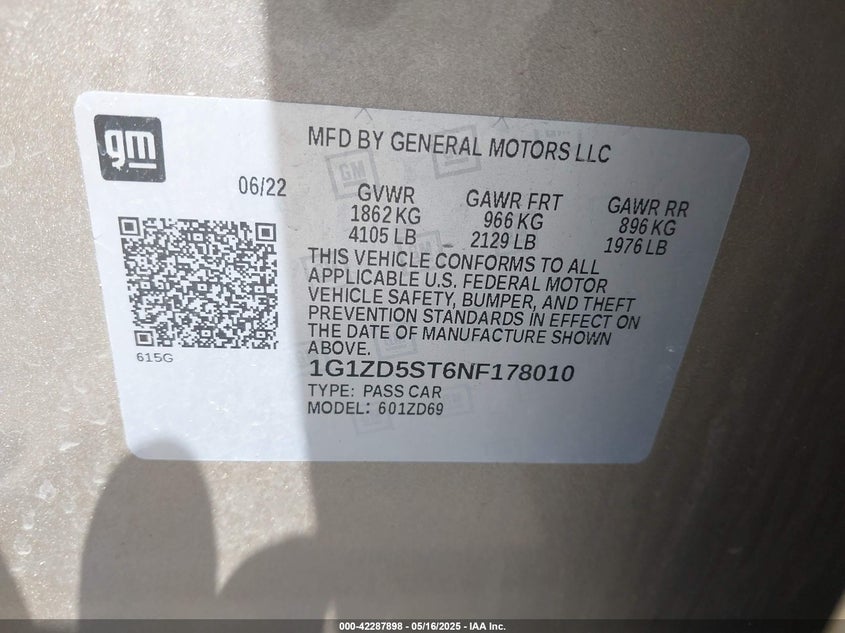 gm
MFD BY GENERAL MOTORS LLC
06/22
GVWR GAWR FRT GAWR RR
1862 KG 966 KG 896 KG
4105 LB 2129 LB 1976 LB
THIS VEHICLE CONFORMS TO ALL
APPLICABLE U.S. FEDERAL MOTOR
VEHICLE SAFETY, BUMPER, AND THEFT
PREVENTION STANDARDS IN EFFECT ON
THE DATE OF MANUFACTURE SHOWN
ABOVE.
615G
1G1ZD5ST6NF178010
TYPE: PASS CAR
MODEL: 601ZD69
000-42287898 - 05/16/2025 - IAA Inc.